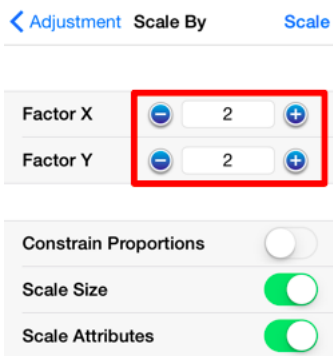 Adjustment Scale By Scale
Factor X 2
Factor Y 2
Constrain Proportions
Scale Size
Scale Attributes